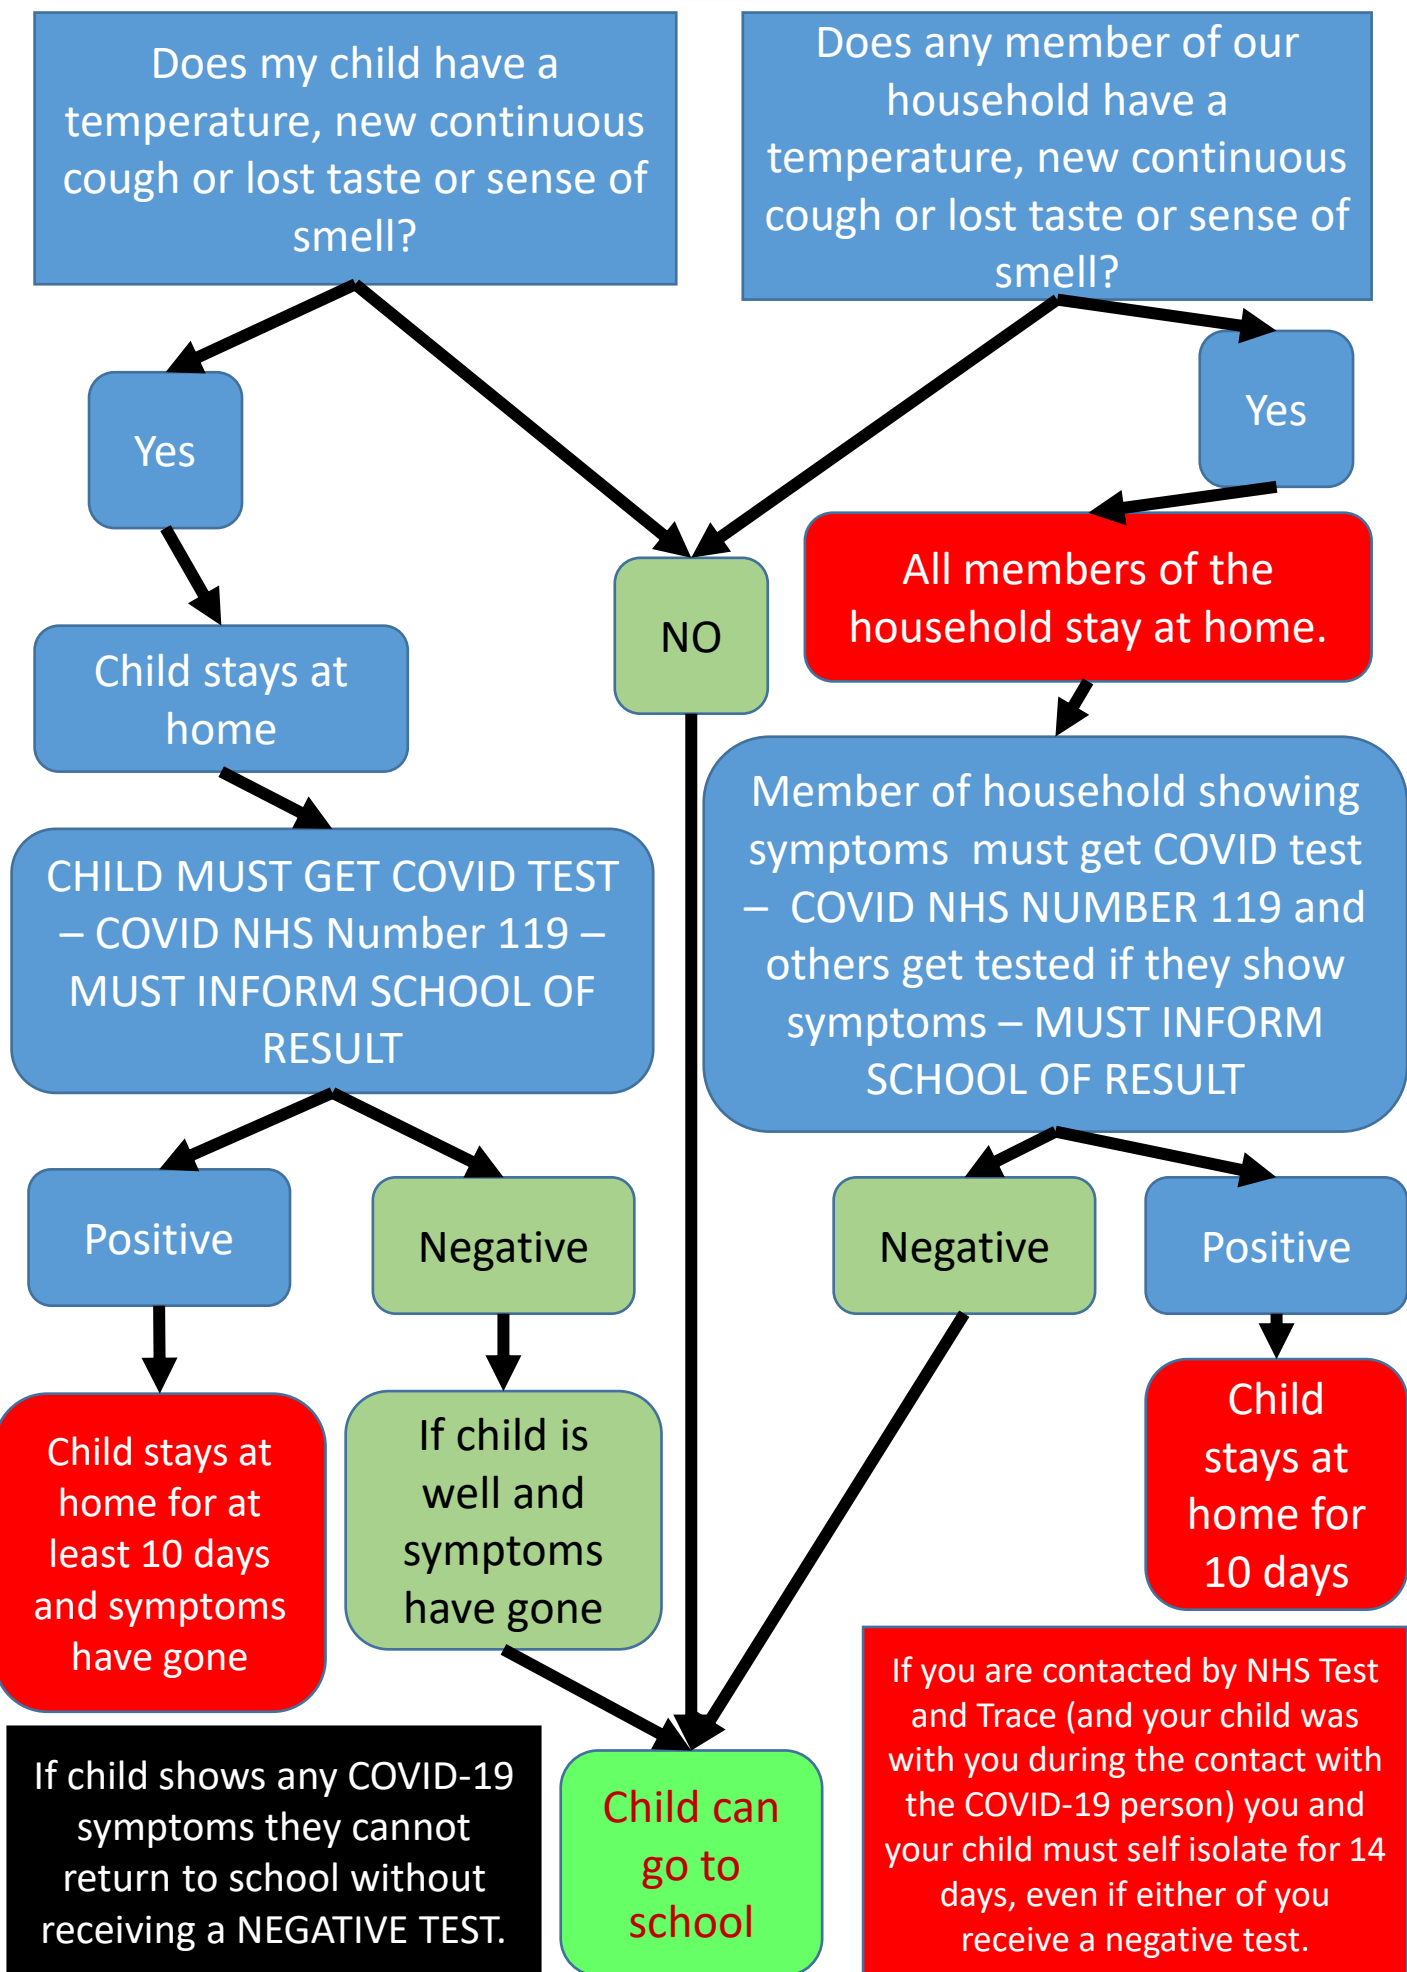 Does my child have a
temperature, new continuous
cough or lost taste or sense of
smell?
Does any member of our
household have a
temperature, new continuous
cough or lost taste or sense of
smell?
Yes
Yes
NO
All members of the
household stay at home.
Child stays at
home
Member of household showing
symptoms must get COVID test
– COVID NHS NUMBER 119 and
others get tested if they show
symptoms – MUST INFORM
SCHOOL OF RESULT
CHILD MUST GET COVID TEST
– COVID NHS Number 119 –
MUST INFORM SCHOOL OF
RESULT
Positive
Negative
Negative
Positive
Child stays at
home for at
least 10 days
and symptoms
have gone
If child is
well and
symptoms
have gone
Child
stays at
home for
10 days
If child shows any COVID-19
symptoms they cannot
return to school without
receiving a NEGATIVE TEST.
Child can
go to
school
If you are contacted by NHS Test
and Trace (and your child was
with you during the contact with
the COVID-19 person) you and
your child must self isolate for 14
days, even if either of you
receive a negative test.